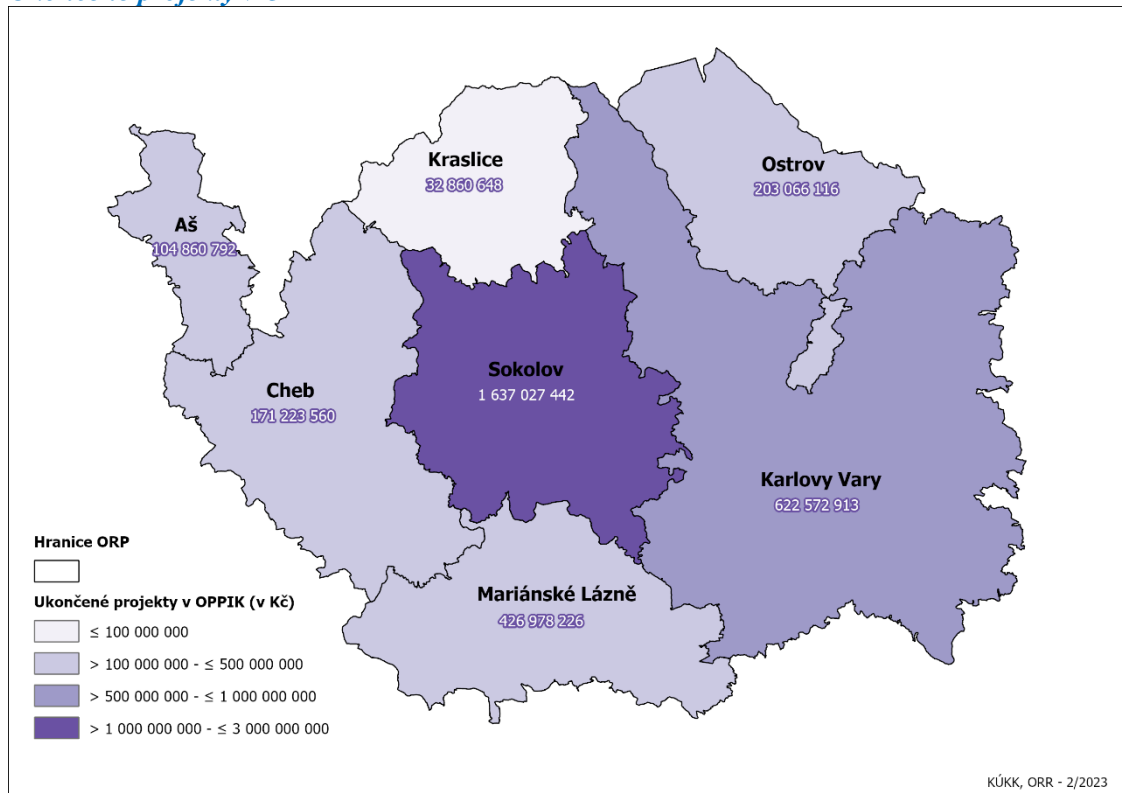 Kraslice
32 860 648
Ostrov
203 066 116
Aš
104 860 792
Sokolov
1 637 027 442
Cheb
171 223 560
Karlovy Vary
622 572 913
Mariánské Lázně
426 978 226
Hranice ORP
Ukončené projekty v OPPIK (v Kč)
≤ 100 000 000
> 100 000 000 - ≤ 500 000 000
> 500 000 000 - ≤ 1 000 000 000
> 1 000 000 000 - ≤ 3 000 000 000
KÚKK, ORR - 2/2023